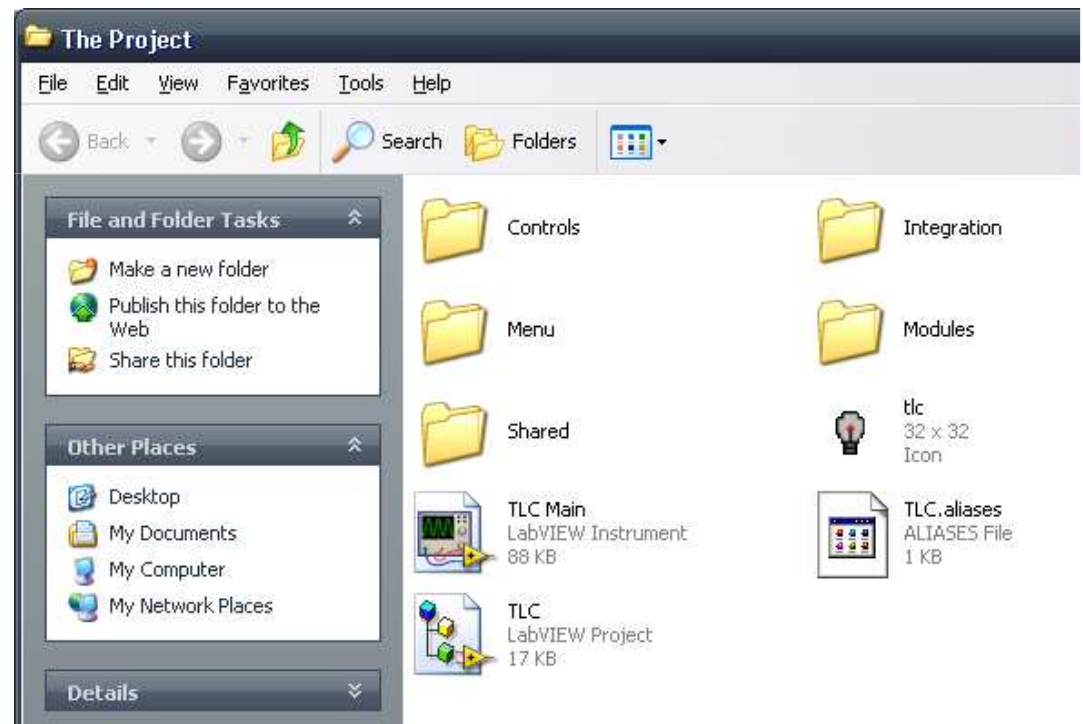 The Project
File Edit View Favorites Tools Help
Back Search Folders
File and Folder Tasks
Make a new folder
Publish this folder to the
Web
Share this folder
Other Places
Desktop
My Documents
My Computer
My Network Places
Details
Controls
Integration
Menu
Modules
Shared
tlc
32 x 32
Icon
TLC Main
LabVIEW Instrument
88 KB
TLC.aliases
ALIASES File
1 KB
TLC
LabVIEW Project
17 KB